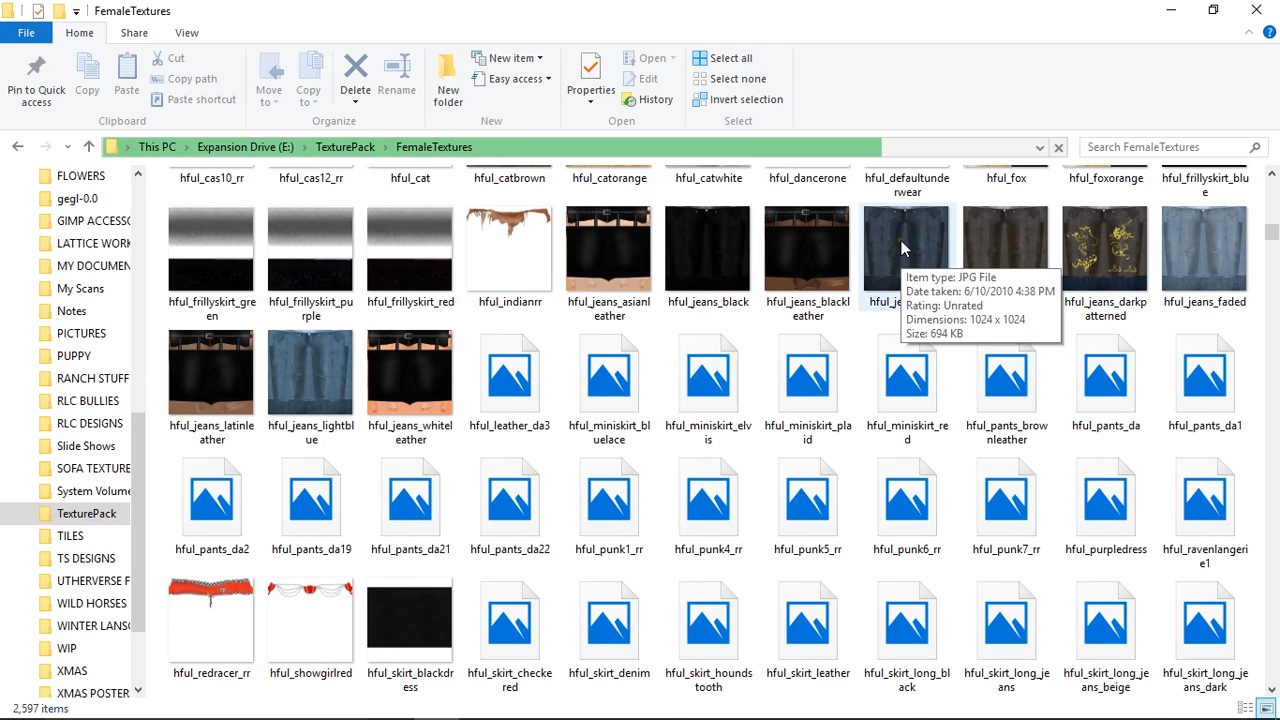 FemaleTextures
File
Home
Share
View
Pin to Quick access
Copy
Paste
Cut
Copy path
Paste shortcut
Clipboard
Move to
Copy to
Delete
Rename
Organize
New folder
New item
Easy access
New
Properties
Open
Edit
History
Open
Select all
Select none
Invert selection
Select
This PC
Expansion Drive (E:)
TexturePack
FemaleTextures
Search FemaleTextures
FLOWERS
gegl-0.0
GIMP ACCESSO
LATTICE WORK
MY DOCUMEN
My Scans
Notes
PICTURES
PUPPY
RANCH STUFF
RLC BULLIES
RLC DESIGNS
Slide Shows
SOFA TEXTURE
System Volume
TexturePack
TILES
TS DESIGNS
UTHERVERSE F
WILD HORSES
WINTER LANSC
WIP
XMAS
XMAS POSTER
hful_cas10_rr
hful_cas12_rr
hful_cat
hful_catbrown
hful_catorange
hful_catwhite
hful_dancerone
hful_defaultunde
rwear
hful_fox
hful_foxorange
hful_frillyskirt_blu
e
hful_frillyskirt_gre
en
hful_frillyskirt_pu
rple
hful_frillyskirt_red
hful_indianrr
hful_jeans_asianl
eather
hful_jeans_black
hful_jeans_blackl
eather
hful_je
Item type: JPG File
Date taken: 6/10/2010 4:38 PM
Rating: Unrated
Dimensions: 1024 x 1024
Size: 694 KB
hful_jeans_darkp
atterned
hful_jeans_faded
hful_jeans_latinle
ather
hful_jeans_lightbl
ue
hful_jeans_whitel
eather
hful_leather_da3
hful_miniskirt_bl
uelace
hful_miniskirt_elv
is
hful_miniskirt_pla
id
hful_miniskirt_re
d
hful_pants_brow
nleather
hful_pants_da
hful_pants_da1
hful_pants_da2
hful_pants_da19
hful_pants_da21
hful_pants_da22
hful_punk1_rr
hful_punk4_rr
hful_punk5_rr
hful_punk6_rr
hful_punk7_rr
hful_purpledress
hful_ravenlangeri
e1
hful_redracer_rr
hful_showgirlred
hful_skirt_blackdr
ess
hful_skirt_checke
red
hful_skirt_denim
hful_skirt_hounds
tooth
hful_skirt_leather
hful_skirt_long_bl
ack
hful_skirt_long_je
ans
hful_skirt_long_je
ans_beige
hful_skirt_long_je
ans_dark
2,597 items